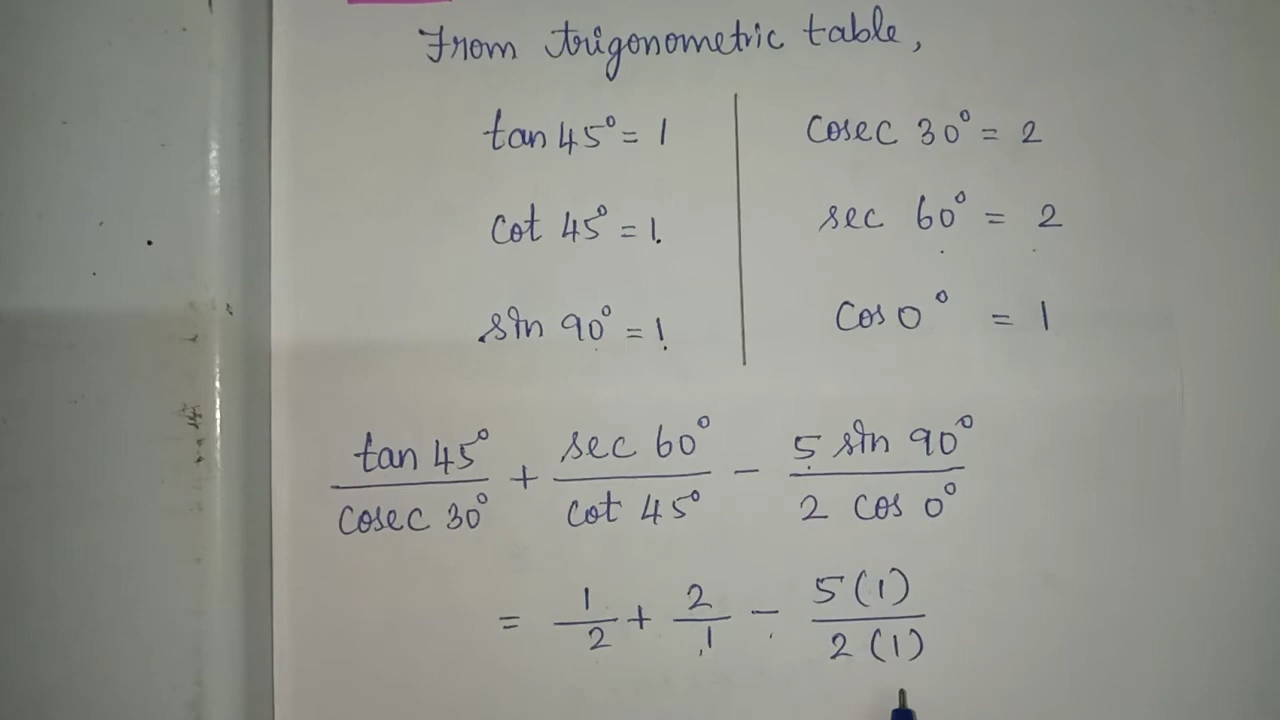 From trigonometric table,
tan 45° = 1
cot 45° = 1.
sin 90° = 1
cosec 30° = 2
sec 60° = 2
cos 0° = 1
tan 45°/cosec 30° + sec 60°/cot 45° - 5 sin 90°/2 cos 0°
= 1/2 + 2/1 - 5(1)/2(1)